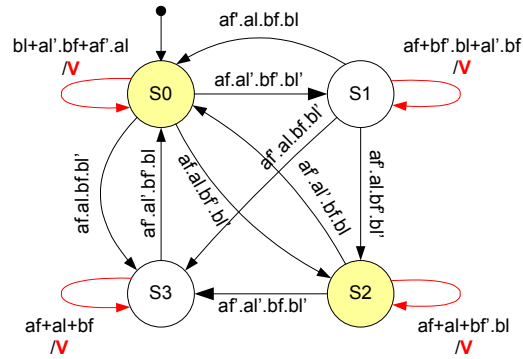 af'.al.bf.bl
bl+al'.bf+af'.al
/V
af+bf'.bl+al'.bf
/V
S0
af.al'.bf'.bl'
S1
af.al.bf.bl'
af'.al'.bf'.bl
af.al.bf'.bl'
af'.al.bf.bl'
af'.al'.bf.bl
af'.al.bf'.bl'
S3
af'.al'.bf.bl'
S2
af+al+bf
/V
af+al+bf'.bl
/V